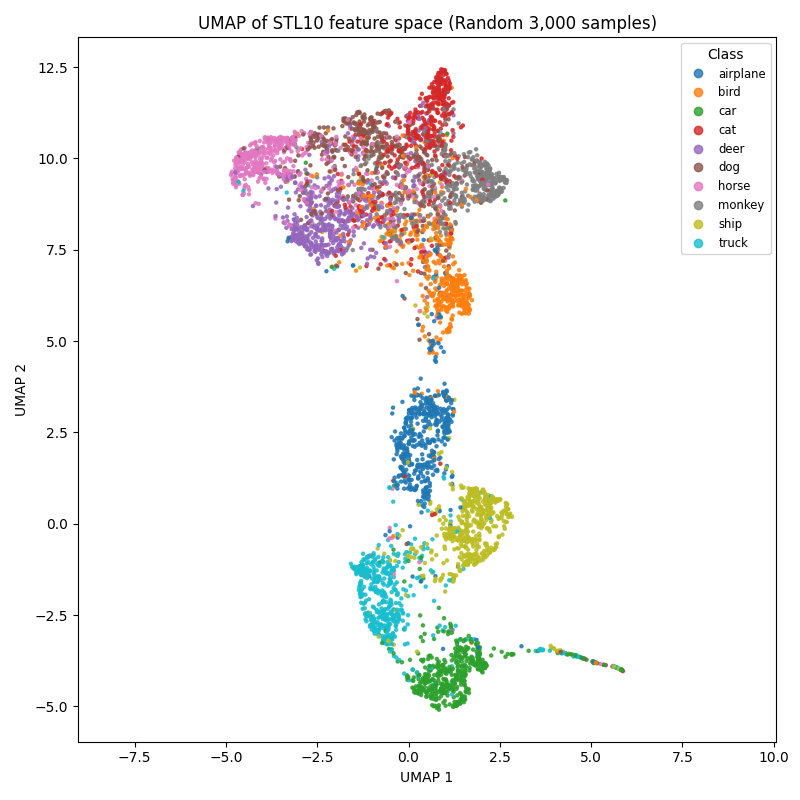 UMAP of STL10 feature space (Random 3,000 samples)
Class
airplane
bird
car
cat
deer
dog
horse
monkey
ship
truck
12.5
10.0
7.5
5.0
2.5
0.0
−2.5
−5.0
UMAP 2
−7.5
−5.0
−2.5
0.0
2.5
5.0
7.5
10.0
UMAP 1